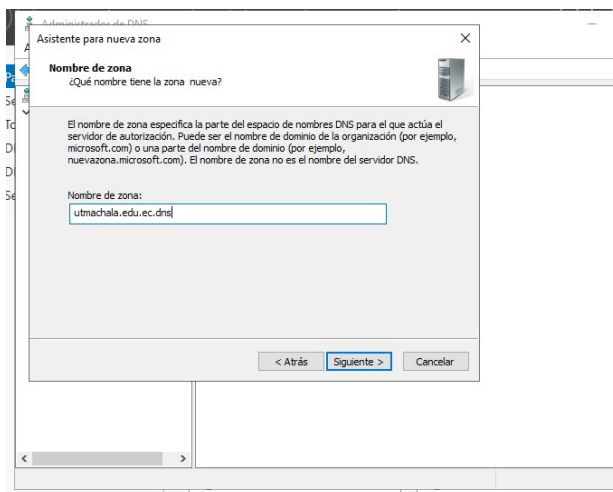 Administrador de DNS
Asistente para nueva zona
Nombre de zona
¿Qué nombre tiene la zona nueva?
El nombre de zona especifica la parte del espacio de nombres DNS para el que actúa el
servidor de autorización. Puede ser el nombre de dominio de la organización (por ejemplo,
microsoft.com) o una parte del nombre de dominio (por ejemplo,
nuevazona.microsoft.com). El nombre de zona no es el nombre del servidor DNS.
Nombre de zona:
utmachala.edu.ec.dns
< Atrás
Siguiente >
Cancelar